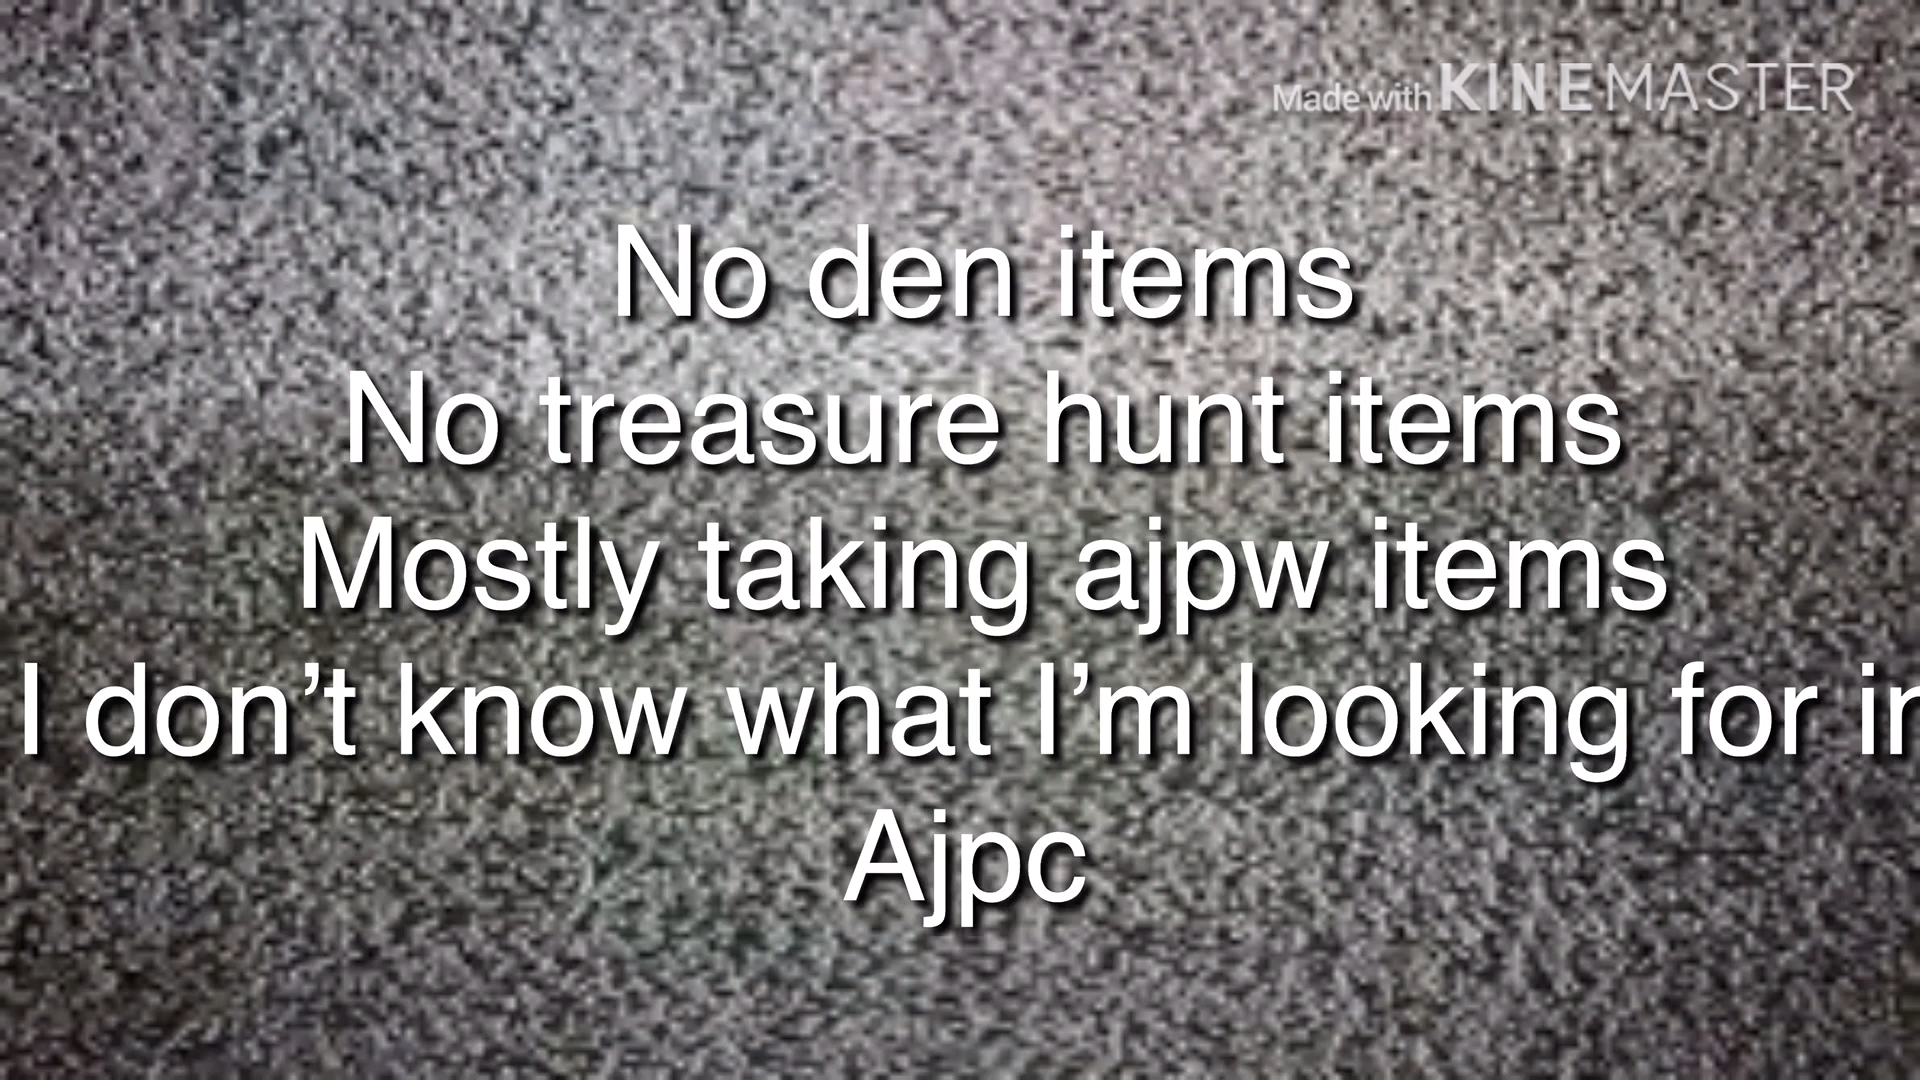 Made with KINEMASTER
No den items
No treasure hunt items
Mostly taking ajpw items
I don’t know what I’m looking for in
Ajpc